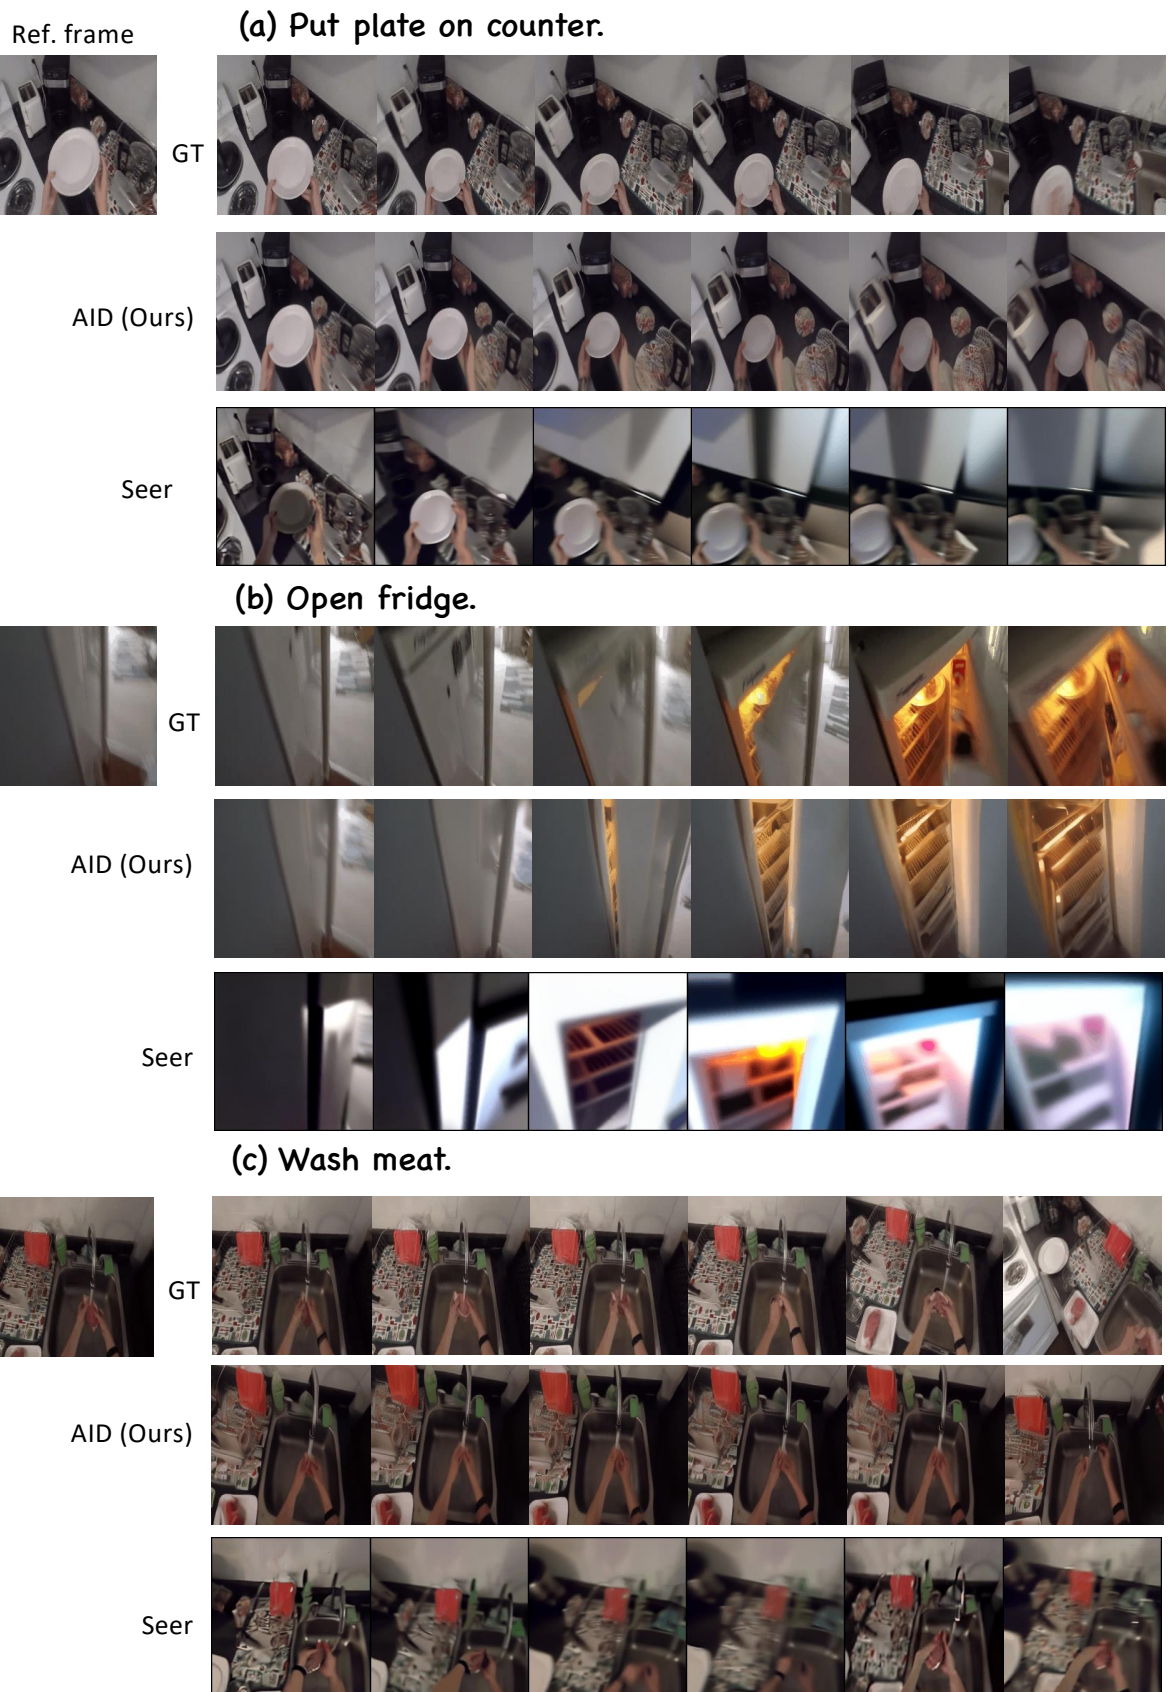 (a) Put plate on counter.
Ref. frame
GT
AID (Ours)
Seer
(b) Open fridge.
GT
AID (Ours)
Seer
(c) Wash meat.
GT
AID (Ours)
Seer